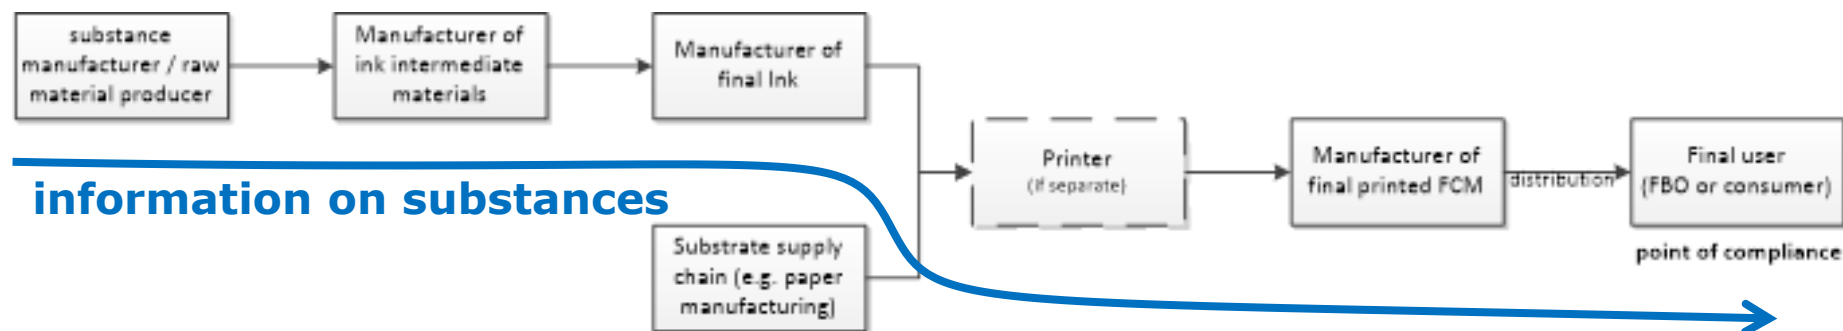 substance
manufacturer / raw
material producer
Manufacturer of
ink intermediate
materials
Manufacturer of
final Ink
Printer
(If separate)
Manufacturer of
final printed FCM
distribution
Final user
(FBO or consumer)
point of compliance
information on substances
Substrate supply
chain (e.g. paper
manufacturing)